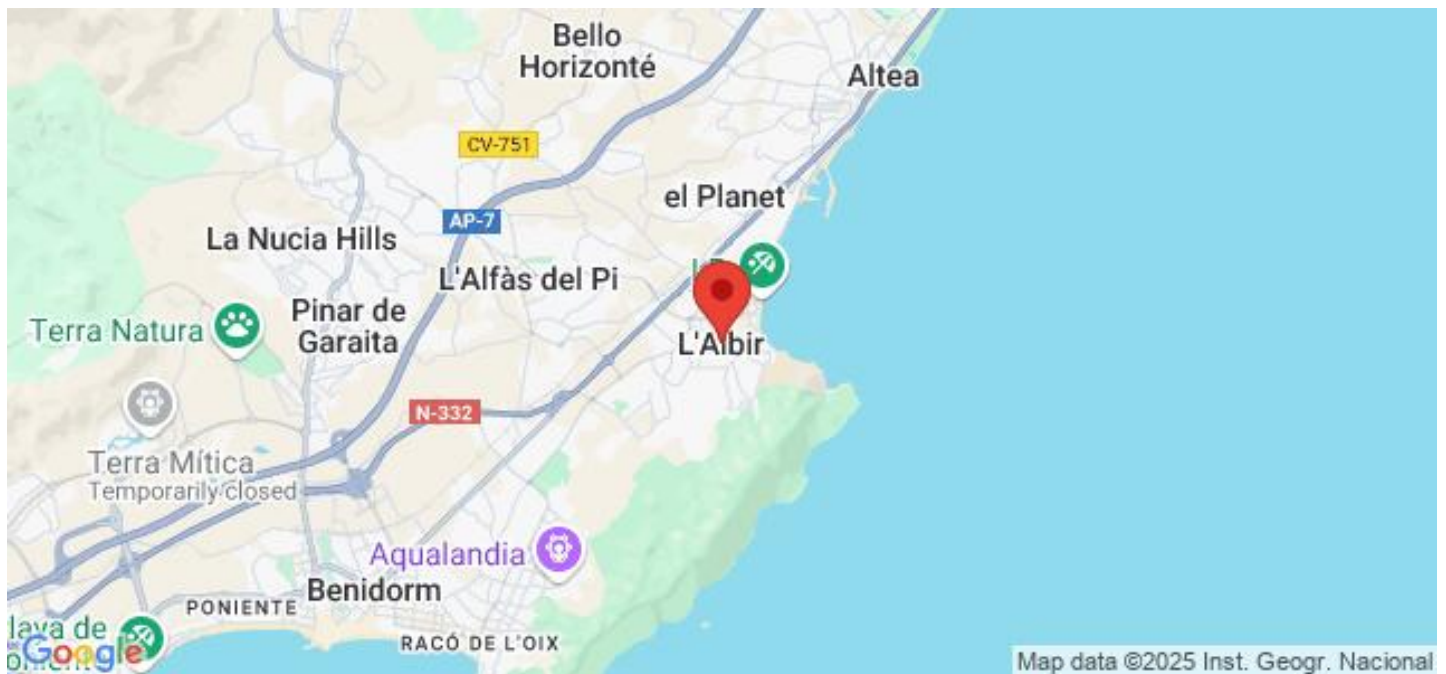 Bello
Horizonté
Altea
CV-751
el Planet
AP-7
La Nucia Hills
L'Alfàs del Pi
Pinar de
Garaita
Terra Natura
L'Albir
N-332
Terra Mítica
Temporarily closed
Aqualandia
Benidorm
PONIENTE
laya de
RACÓ DE L'OIX
Google
Map data ©2025 Inst. Geogr. Nacional